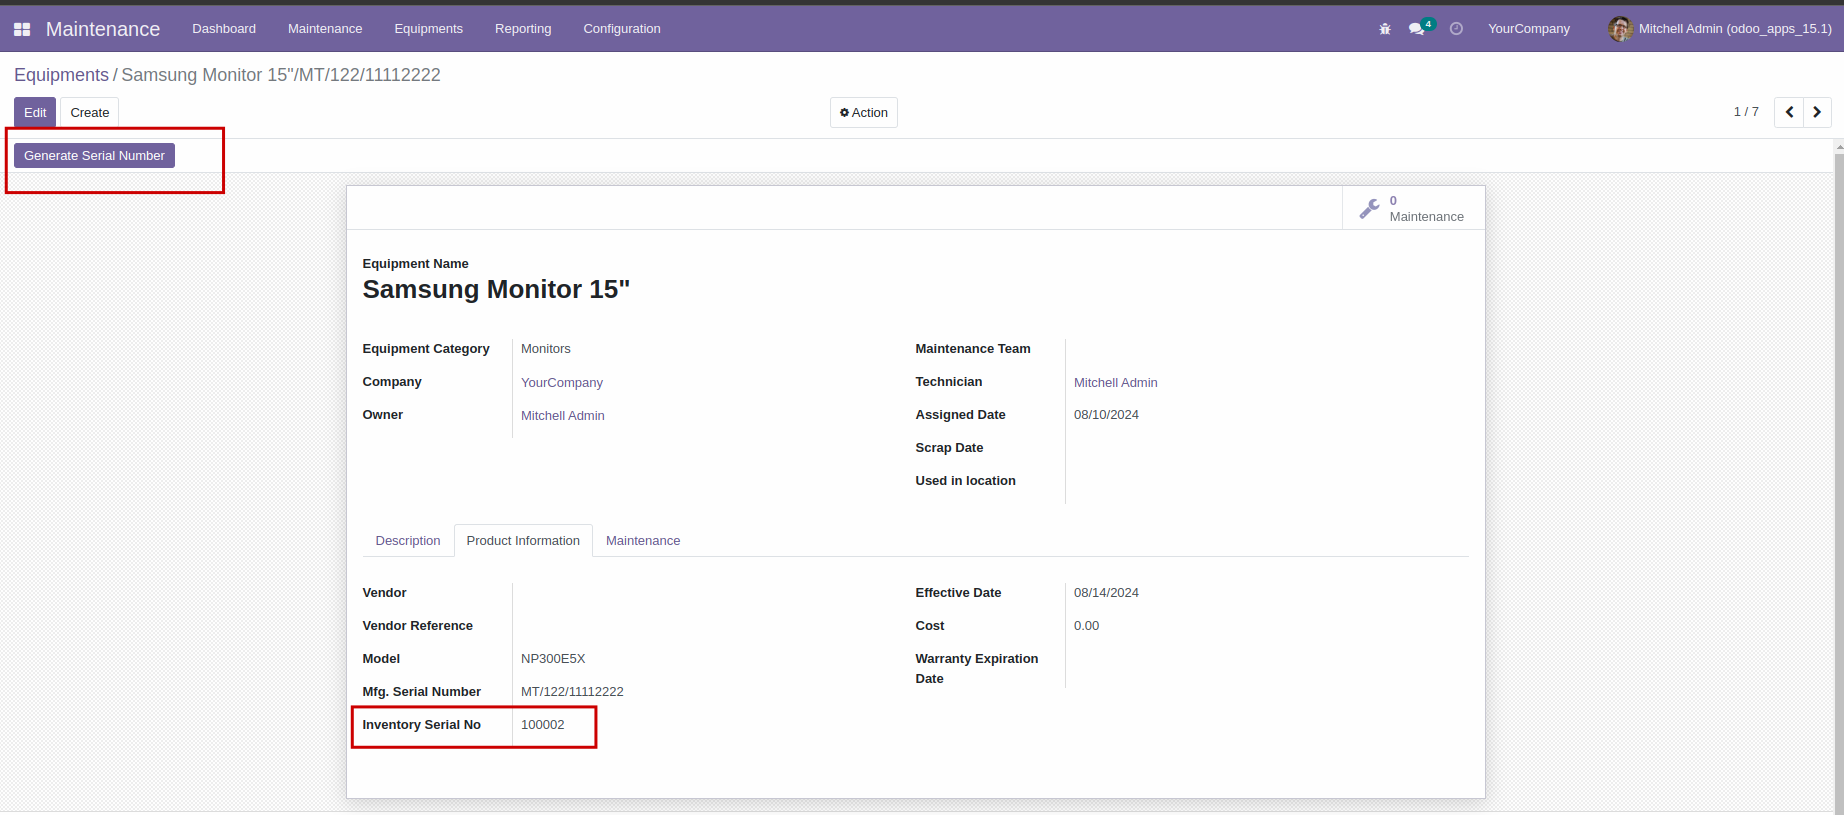 Maintenance Dashboard Maintenance Equipments Reporting Configuration 4 YourCompany Mitchell Admin (odoo_apps_15.1)
Equipments / Samsung Monitor 15"/MT/122/11112222
Edit Create Action 1 / 7
Generate Serial Number
0
Maintenance
Equipment Name
Samsung Monitor 15"
Equipment Category Monitors
Company YourCompany
Owner Mitchell Admin
Maintenance Team
Technician Mitchell Admin
Assigned Date 08/10/2024
Scrap Date
Used in location
Description Product Information Maintenance
Vendor
Vendor Reference
Model NP300E5X
Mfg. Serial Number MT/122/11112222
Inventory Serial No 100002
Effective Date 08/14/2024
Cost 0.00
Warranty Expiration
Date